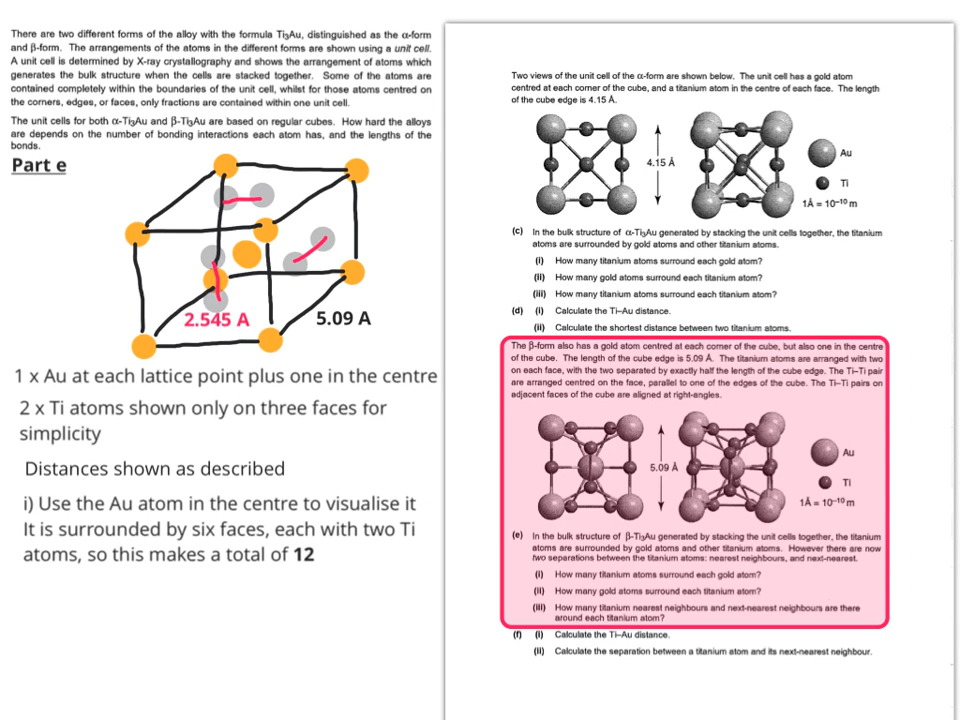 There are two different forms of the alloy with the formula Ti₃Au, distinguished as the α-form
and β-form. The arrangements of the atoms in the different forms are shown using a unit cell.
A unit cell is determined by X-ray crystallography and shows the arrangement of atoms which
generates the bulk structure when the cells are stacked together. Some of the atoms are
contained completely within the boundaries of the unit cell, whilst for those atoms centred on
the corners, edges, or faces, only fractions are contained within one unit cell.
The unit cells for both α-Ti₃Au and β-Ti₃Au are based on regular cubes. How hard the alloys
are depends on the number of bonding interactions each atom has, and the lengths of the
bonds.
Part e
2.545 A
5.09 A
1 x Au at each lattice point plus one in the centre
2 x Ti atoms shown only on three faces for
simplicity
Distances shown as described
i) Use the Au atom in the centre to visualise it
It is surrounded by six faces, each with two Ti
atoms, so this makes a total of 12
Two views of the unit cell of the α-form are shown below. The unit cell has a gold atom
centred at each corner of the cube, and a titanium atom in the centre of each face. The length
of the cube edge is 4.15 Å.
4.15 Å
Au
Ti
1Å = 10⁻¹⁰ m
(c) In the bulk structure of α-Ti₃Au generated by stacking the unit cells together, the titanium
atoms are surrounded by gold atoms and other titanium atoms.
(i) How many titanium atoms surround each gold atom?
(ii) How many gold atoms surround each titanium atom?
(iii) How many titanium atoms surround each titanium atom?
(d) (i) Calculate the Ti–Au distance.
(ii) Calculate the shortest distance between two titanium atoms.
The β-form also has a gold atom centred at each corner of the cube, but also one in the centre
of the cube. The length of the cube edge is 5.09 Å. The titanium atoms are arranged with two
on each face, with the two separated by exactly half the length of the cube edge. The Ti–Ti pair
are arranged centred on the face, parallel to one of the edges of the cube. The Ti–Ti pairs on
adjacent faces of the cube are aligned at right-angles.
5.09 Å
Au
Ti
1Å = 10⁻¹⁰ m
(e) In the bulk structure of β-Ti₃Au generated by stacking the unit cells together, the titanium
atoms are surrounded by gold atoms and other titanium atoms. However there are now
two separations between the titanium atoms: nearest neighbours, and next-nearest.
(i) How many titanium atoms surround each gold atom?
(ii) How many gold atoms surround each titanium atom?
(iii) How many titanium nearest neighbours and next-nearest neighbours are there
around each titanium atom?
(f) (i) Calculate the Ti–Au distance.
(ii) Calculate the separation between a titanium atom and its next-nearest neighbour.